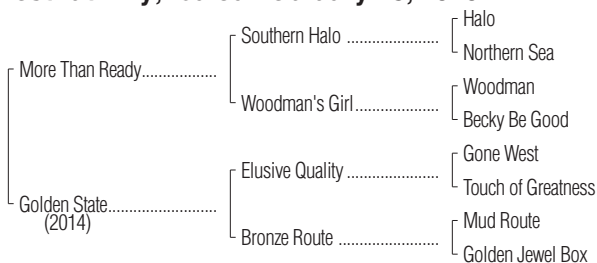 Halo
Southern Halo ....................
Northern Sea
More Than Ready.................
Woodman
Woodman's Girl....................
Becky Be Good
Gone West
Elusive Quality ....................
Touch of Greatness
Golden State........................
(2014)
Mud Route
Bronze Route ......................
Golden Jewel Box